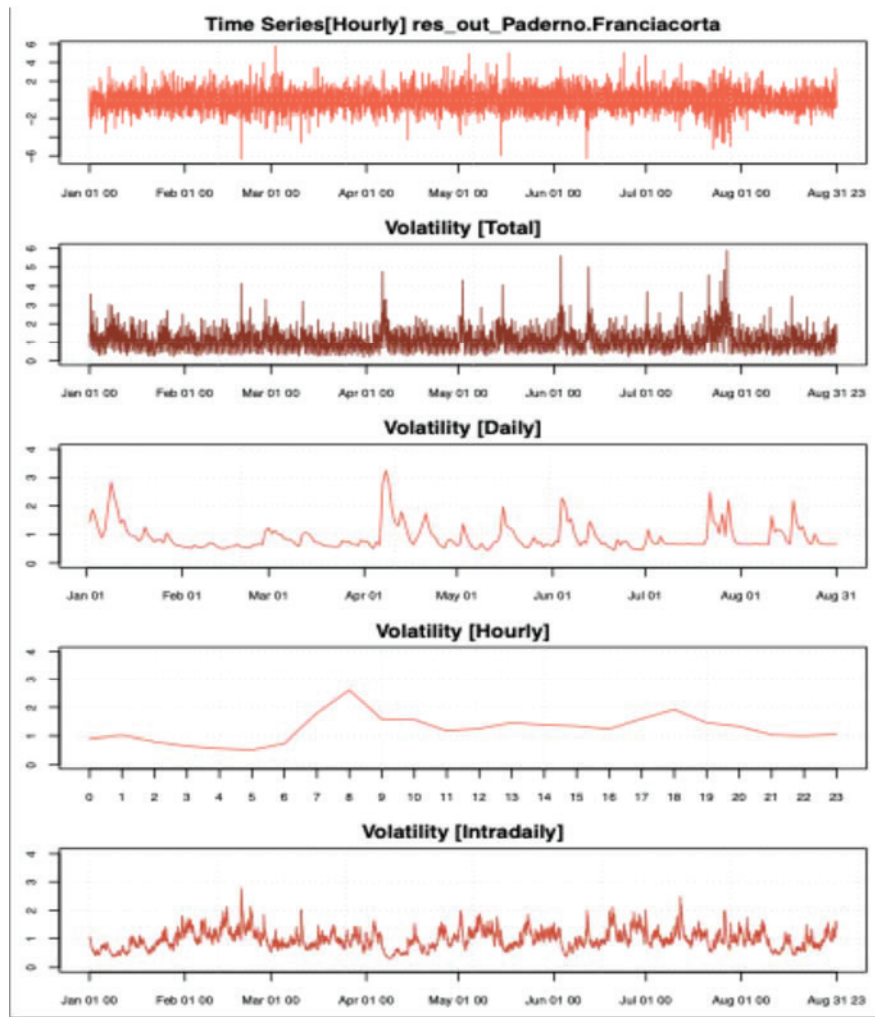 Time Series[Hourly] res_out_Paderno.Franciacorta
6
4
2
-2
-6
Jan 01 00 Feb 01 00 Mar 01 00 Apr 01 00 May 01 00 Jun 01 00 Jul 01 00 Aug 01 00 Aug 31 23
Volatility [Total]
6
5
4
3
2
1
0
Jan 01 00 Feb 01 00 Mar 01 00 Apr 01 00 May 01 00 Jun 01 00 Jul 01 00 Aug 01 00 Aug 31 23
Volatility [Daily]
4
3
2
1
0
Jan 01 Feb 01 Mar 01 Apr 01 May 01 Jun 01 Jul 01 Aug 01 Aug 31
Volatility [Hourly]
4
3
2
1
0
0 1 2 3 4 5 6 7 8 9 10 11 12 13 14 15 16 17 18 19 20 21 22 23
Volatility [Intradaily]
4
3
2
1
0
Jan 01 00 Feb 01 00 Mar 01 00 Apr 01 00 May 01 00 Jun 01 00 Jul 01 00 Aug 01 00 Aug 31 23